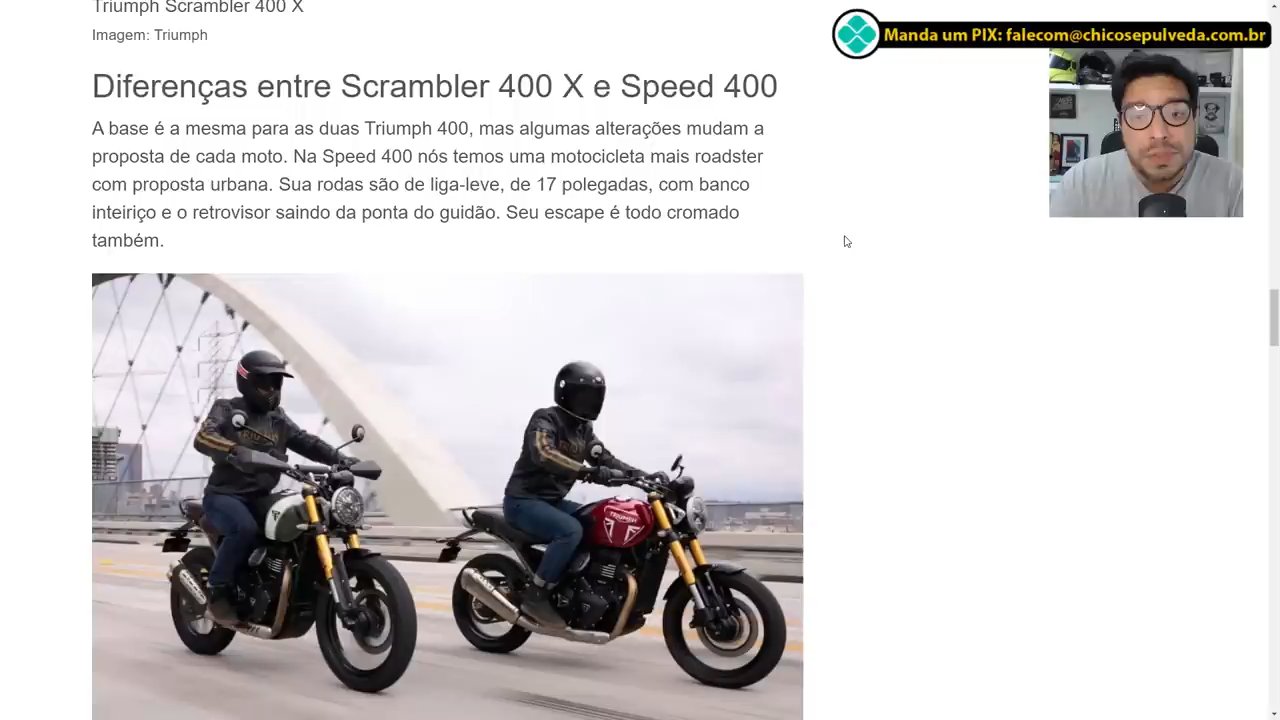 Triumph Scrambler 400 X
Imagem: Triumph
Manda um PIX: falecom@chicosepulveda.com.br
Diferenças entre Scrambler 400 X e Speed 400
A base é a mesma para as duas Triumph 400, mas algumas alterações mudam a
proposta de cada moto. Na Speed 400 nós temos uma motocicleta mais roadster
com proposta urbana. Sua rodas são de liga-leve, de 17 polegadas, com banco
inteiriço e o retrovisor saindo da ponta do guidão. Seu escape é todo cromado
também.
TRIUMPH